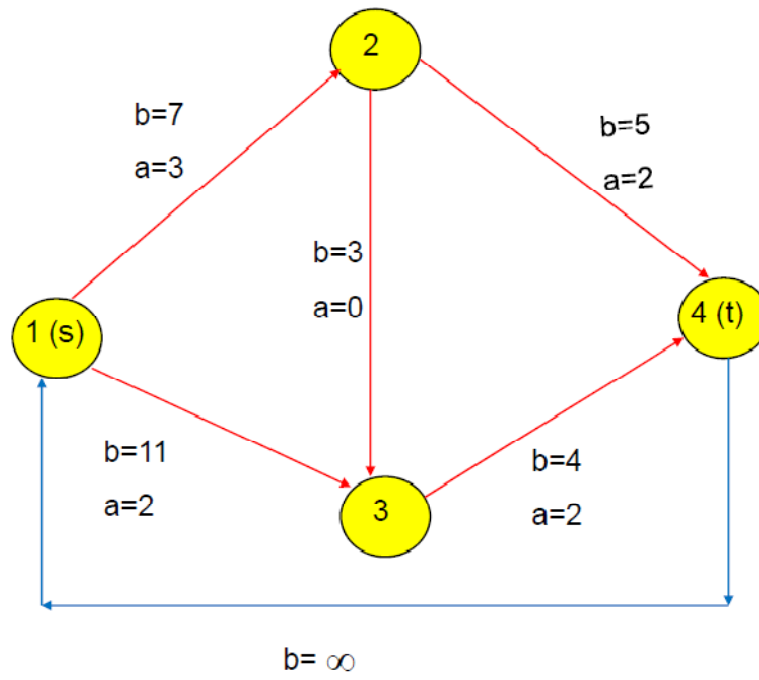 2
b=7
a=3
b=5
a=2
b=3
a=0
1 (s)
4 (t)
b=11
a=2
3
b=4
a=2
b= ∞